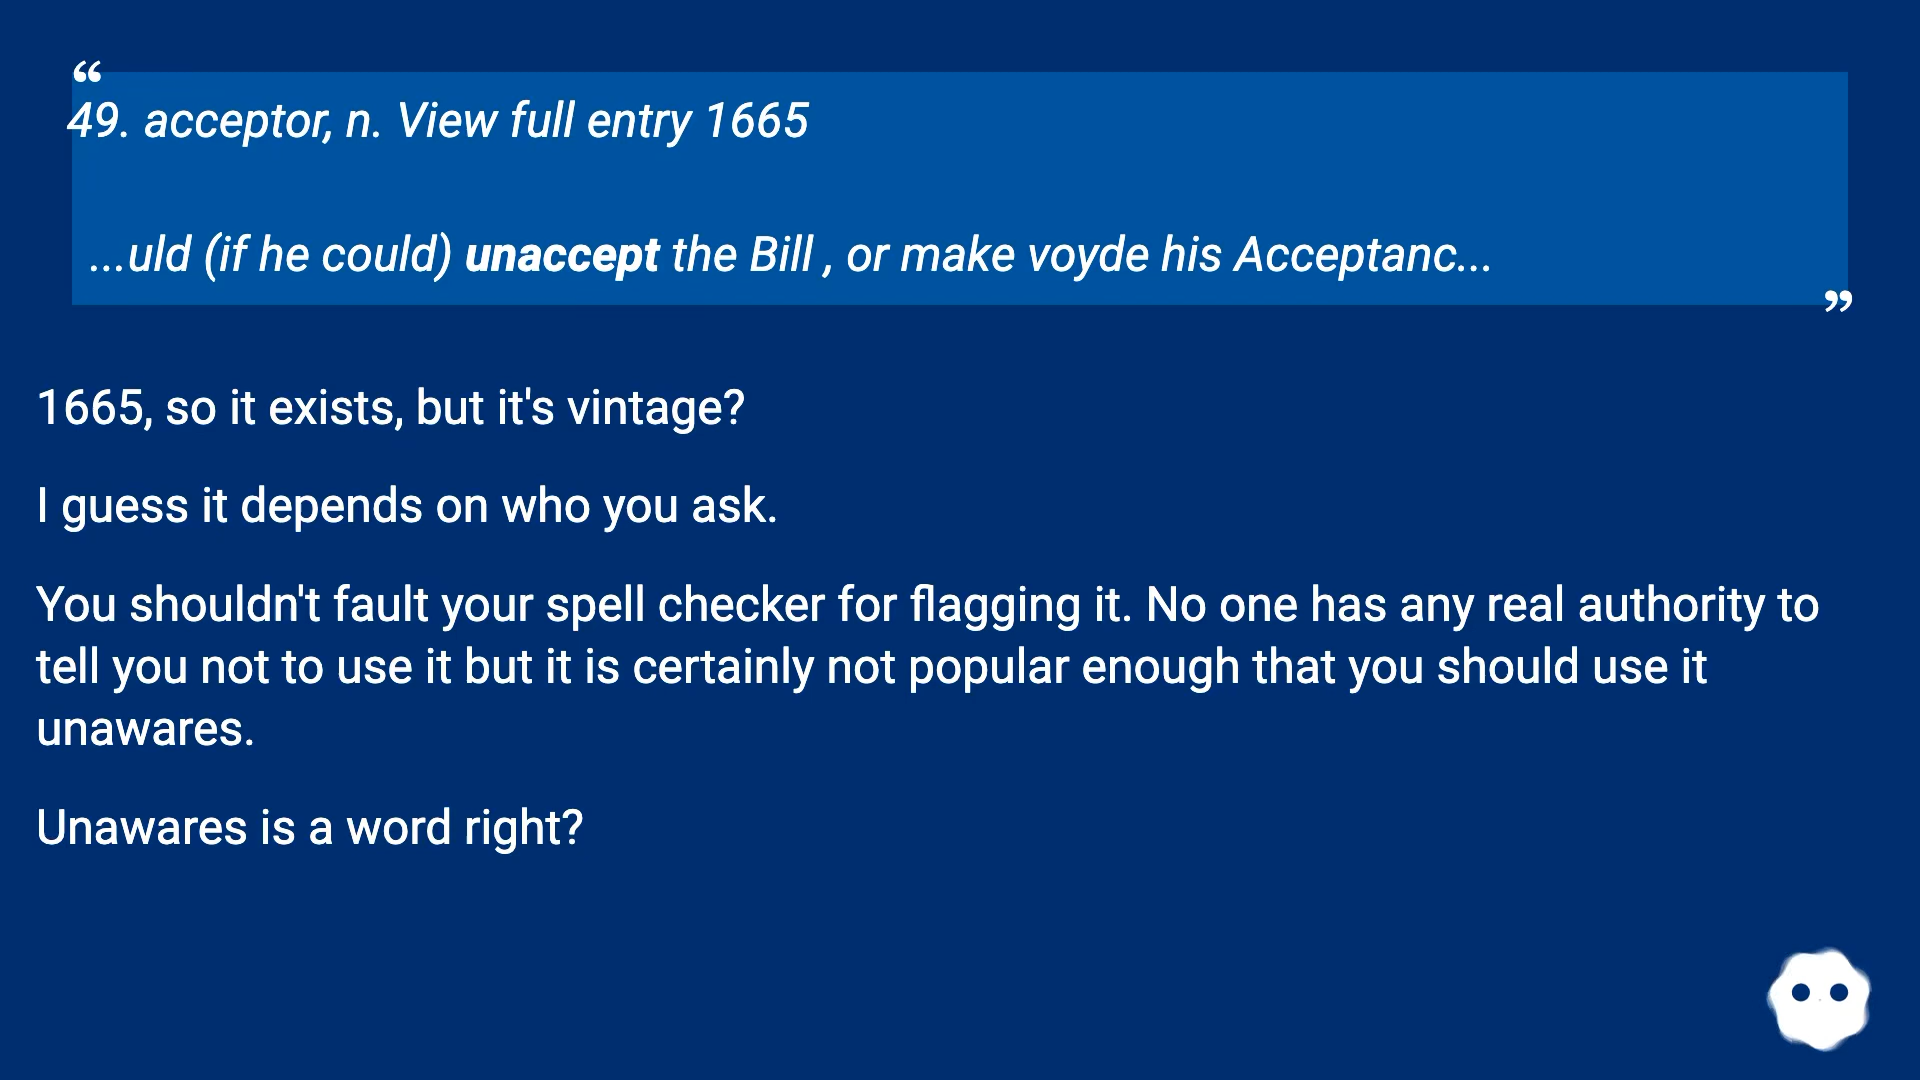 “
49. acceptor, n. View full entry 1665
...uld (if he could) unaccept the Bill , or make voyde his Acceptanc...
”
1665, so it exists, but it's vintage?
I guess it depends on who you ask.
You shouldn't fault your spell checker for flagging it. No one has any real authority to
tell you not to use it but it is certainly not popular enough that you should use it
unawares.
Unawares is a word right?